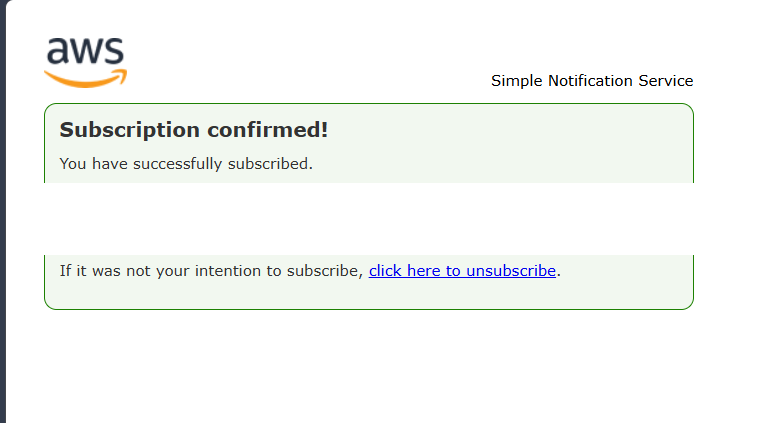 aws
Simple Notification Service
Subscription confirmed!
You have successfully subscribed.
If it was not your intention to subscribe, click here to unsubscribe.